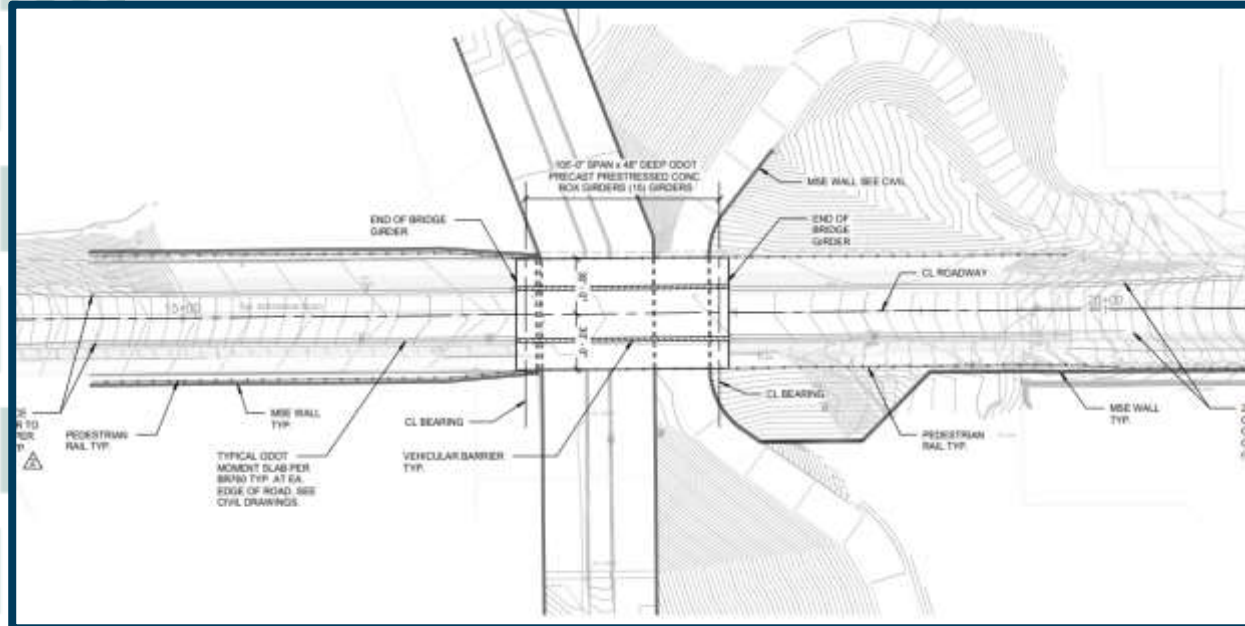 105'-0" SPAN x 48" DEEP ODOT
PRECAST PRESTRESSED CONC.
BOX GIRDERS (15) GIRDERS
MSE WALL SEE CIVIL
END OF BRIDGE
GIRDER
END OF
BRIDGE
GIRDER
CL ROADWAY
15+00
20+00
CL BEARING
CL BEARING
PEDESTRIAN
RAIL TYP.
MSE WALL
TYP.
TYPICAL ODOT
MOMENT SLAB PER
TYP. AT EA.
EDGE OF ROAD. SEE
CIVIL DRAWINGS.
VEHICULAR BARRIER
TYP.
PEDESTRIAN
RAIL TYP.
MSE WALL
TYP.
R TO
PER